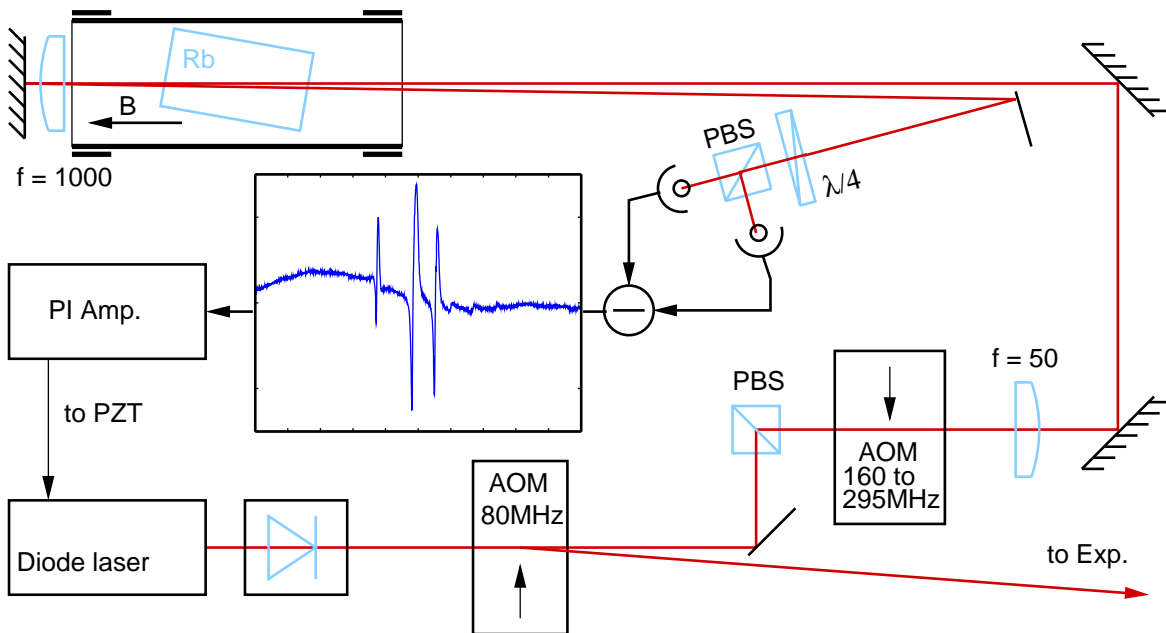 Rb
B
f = 1000
PBS
λ/4
PI Amp.
to PZT
f = 50
PBS
AOM
160 to
295MHz
AOM
80MHz
Diode laser
to Exp.